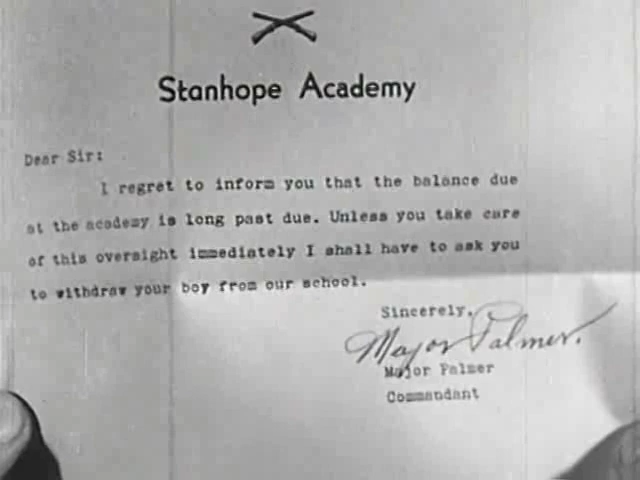 Stanhope Academy
Dear Sir:
I regret to inform you that the balance due
at the academy is long past due. Unless you take care
of this oversight immediately I shall have to ask you
to withdraw your boy from our school.
Sincerely,
Major Palmer.
Major Palmer
Commandant